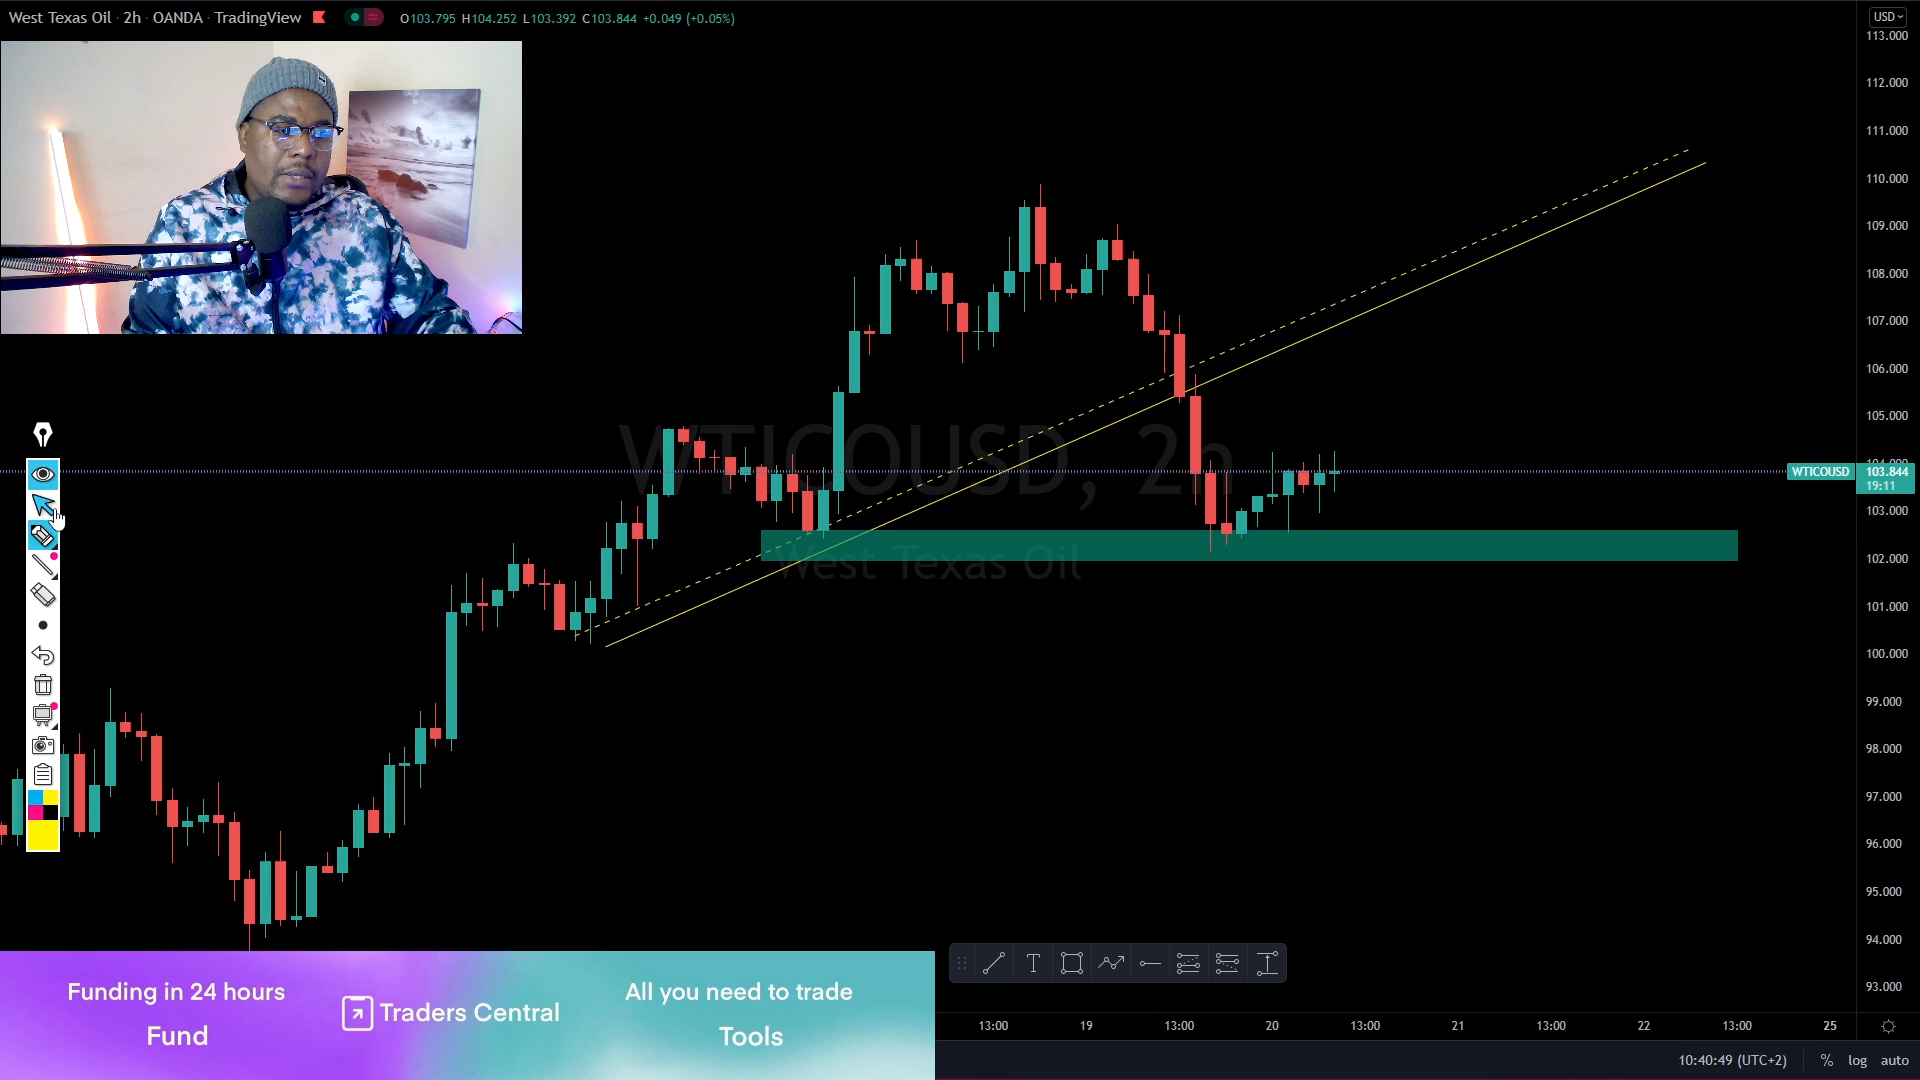 West Texas Oil · 2h · OANDA · TradingView
O103.795 H104.252 L103.392 C103.844 +0.049 (+0.05%)
USD
113.000
112.000
111.000
110.000
109.000
108.000
107.000
106.000
105.000
104.000
WTICOUSD 103.844
19:11
103.000
102.000
101.000
100.000
99.000
98.000
97.000
96.000
95.000
94.000
93.000
WTICOUSD, 2h
West Texas Oil
Funding in 24 hours
Fund
Traders Central
All you need to trade
Tools
13:00 19 13:00 20 13:00 21 13:00 22 13:00 25
10:40:49 (UTC+2) % log auto